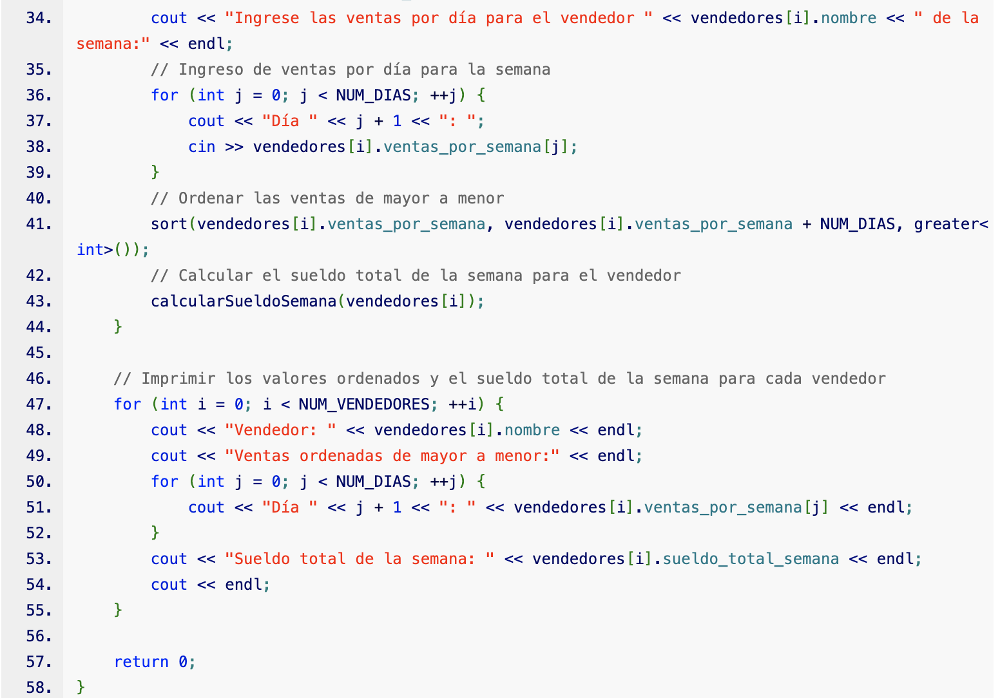 34. cout << "Ingrese las ventas por día para el vendedor " << vendedores[i].nombre << " de la
semana:" << endl;
35. // Ingreso de ventas por día para la semana
36. for (int j = 0; j < NUM_DIAS; ++j) {
37. cout << "Día " << j + 1 << ": ";
38. cin >> vendedores[i].ventas_por_semana[j];
39. }
40. // Ordenar las ventas de mayor a menor
41. sort(vendedores[i].ventas_por_semana, vendedores[i].ventas_por_semana + NUM_DIAS, greater<
int>());
42. // Calcular el sueldo total de la semana para el vendedor
43. calcularSueldoSemana(vendedores[i]);
44. }
45.
46. // Imprimir los valores ordenados y el sueldo total de la semana para cada vendedor
47. for (int i = 0; i < NUM_VENDEDORES; ++i) {
48. cout << "Vendedor: " << vendedores[i].nombre << endl;
49. cout << "Ventas ordenadas de mayor a menor:" << endl;
50. for (int j = 0; j < NUM_DIAS; ++j) {
51. cout << "Día " << j + 1 << ": " << vendedores[i].ventas_por_semana[j] << endl;
52. }
53. cout << "Sueldo total de la semana: " << vendedores[i].sueldo_total_semana << endl;
54. cout << endl;
55. }
56.
57. return 0;
58. }